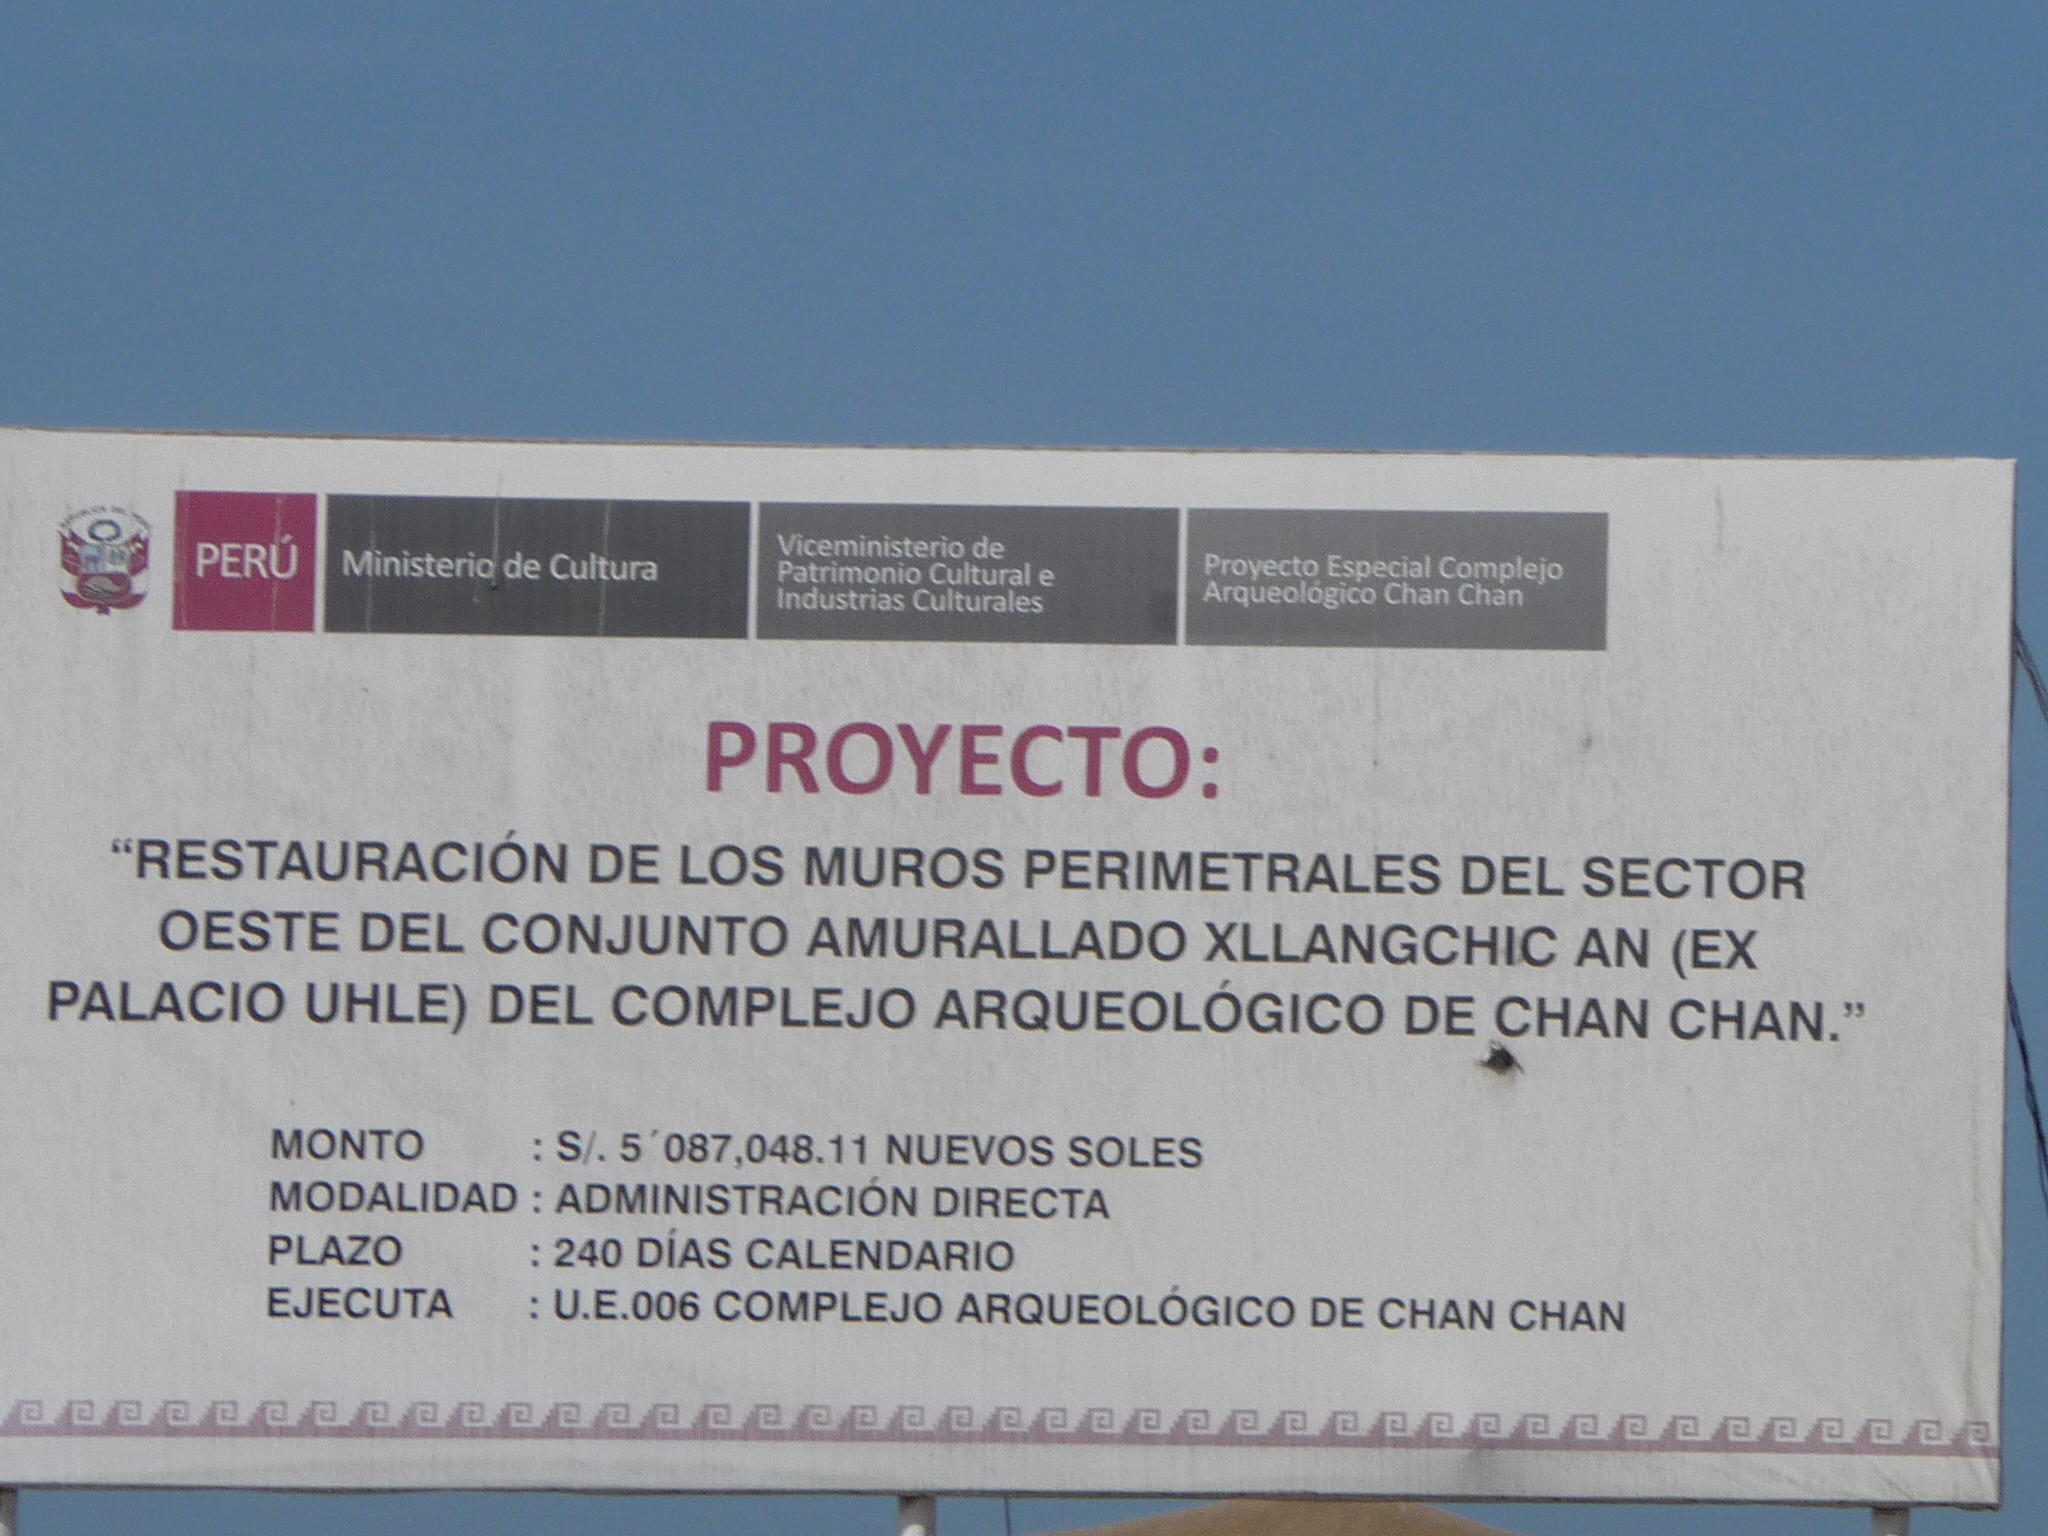 PERÚ
Ministerio de Cultura
Viceministerio de
Patrimonio Cultural e
Industrias Culturales
Proyecto Especial Complejo
Arqueológico Chan Chan
PROYECTO:
“RESTAURACIÓN DE LOS MUROS PERIMETRALES DEL SECTOR
OESTE DEL CONJUNTO AMURALLADO XLLANGCHIC AN (EX
PALACIO UHLE) DEL COMPLEJO ARQUEOLÓGICO DE CHAN CHAN.”
MONTO : S/. 5´087,048.11 NUEVOS SOLES
MODALIDAD : ADMINISTRACIÓN DIRECTA
PLAZO : 240 DÍAS CALENDARIO
EJECUTA : U.E.006 COMPLEJO ARQUEOLÓGICO DE CHAN CHAN